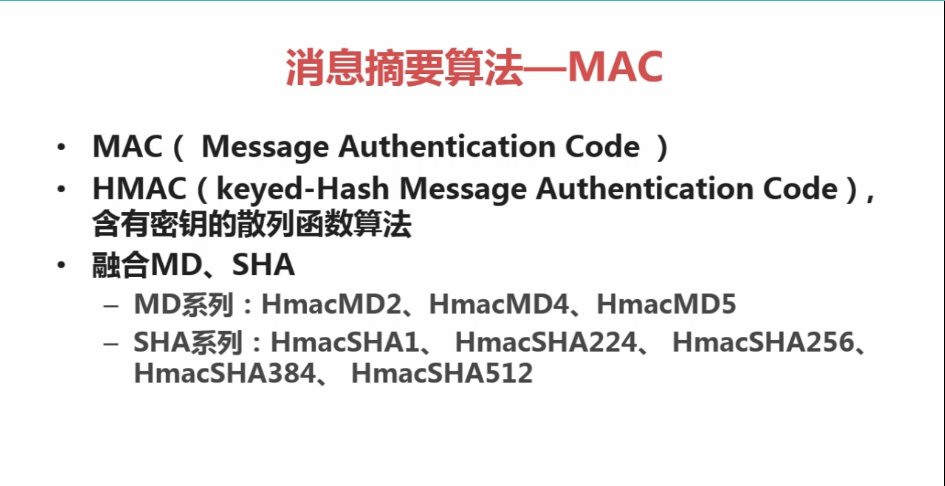 消息摘要算法—MAC
• MAC（ Message Authentication Code ）
• HMAC（keyed-Hash Message Authentication Code），
含有密钥的散列函数算法
• 融合MD、SHA
– MD系列：HmacMD2、HmacMD4、HmacMD5
– SHA系列：HmacSHA1、 HmacSHA224、 HmacSHA256、
HmacSHA384、 HmacSHA512